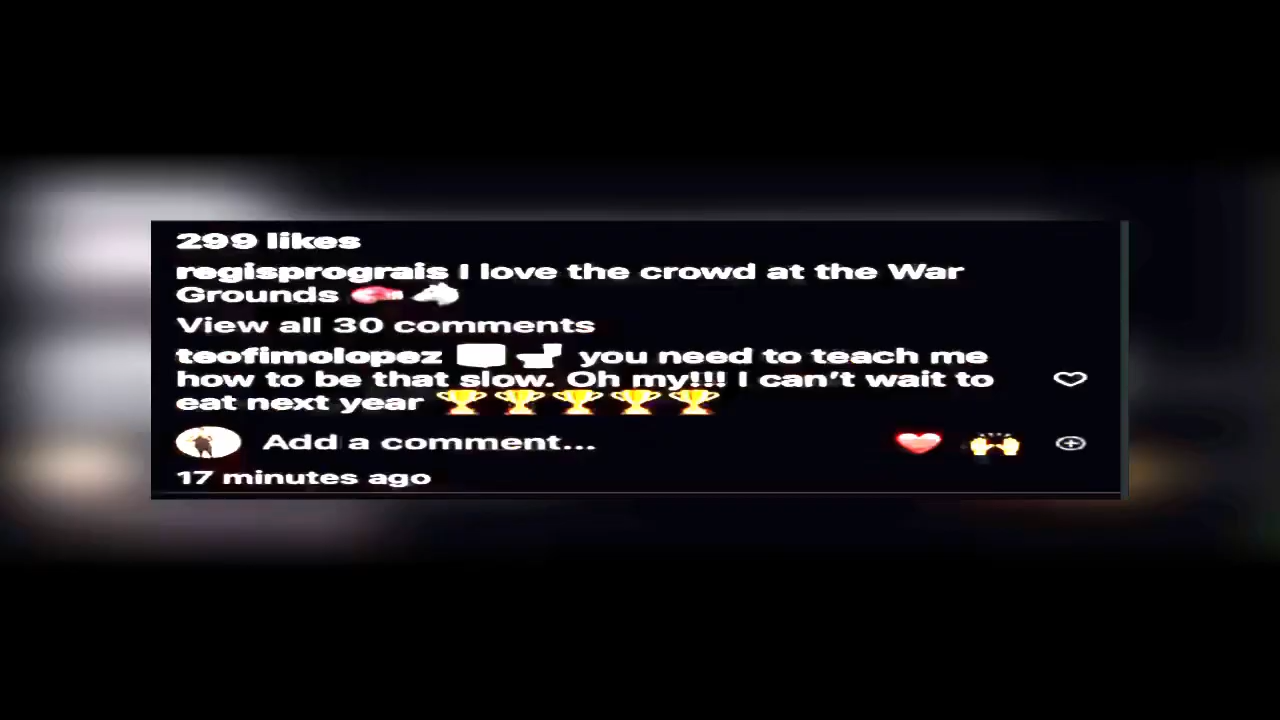 299 likes
regisprograis I love the crowd at the War
Grounds 🥊🐺
View all 30 comments
teofimolopez you need to teach me
how to be that slow. Oh my!!! I can't wait to
eat next year 🏆🏆🏆🏆🏆
Add a comment...
17 minutes ago